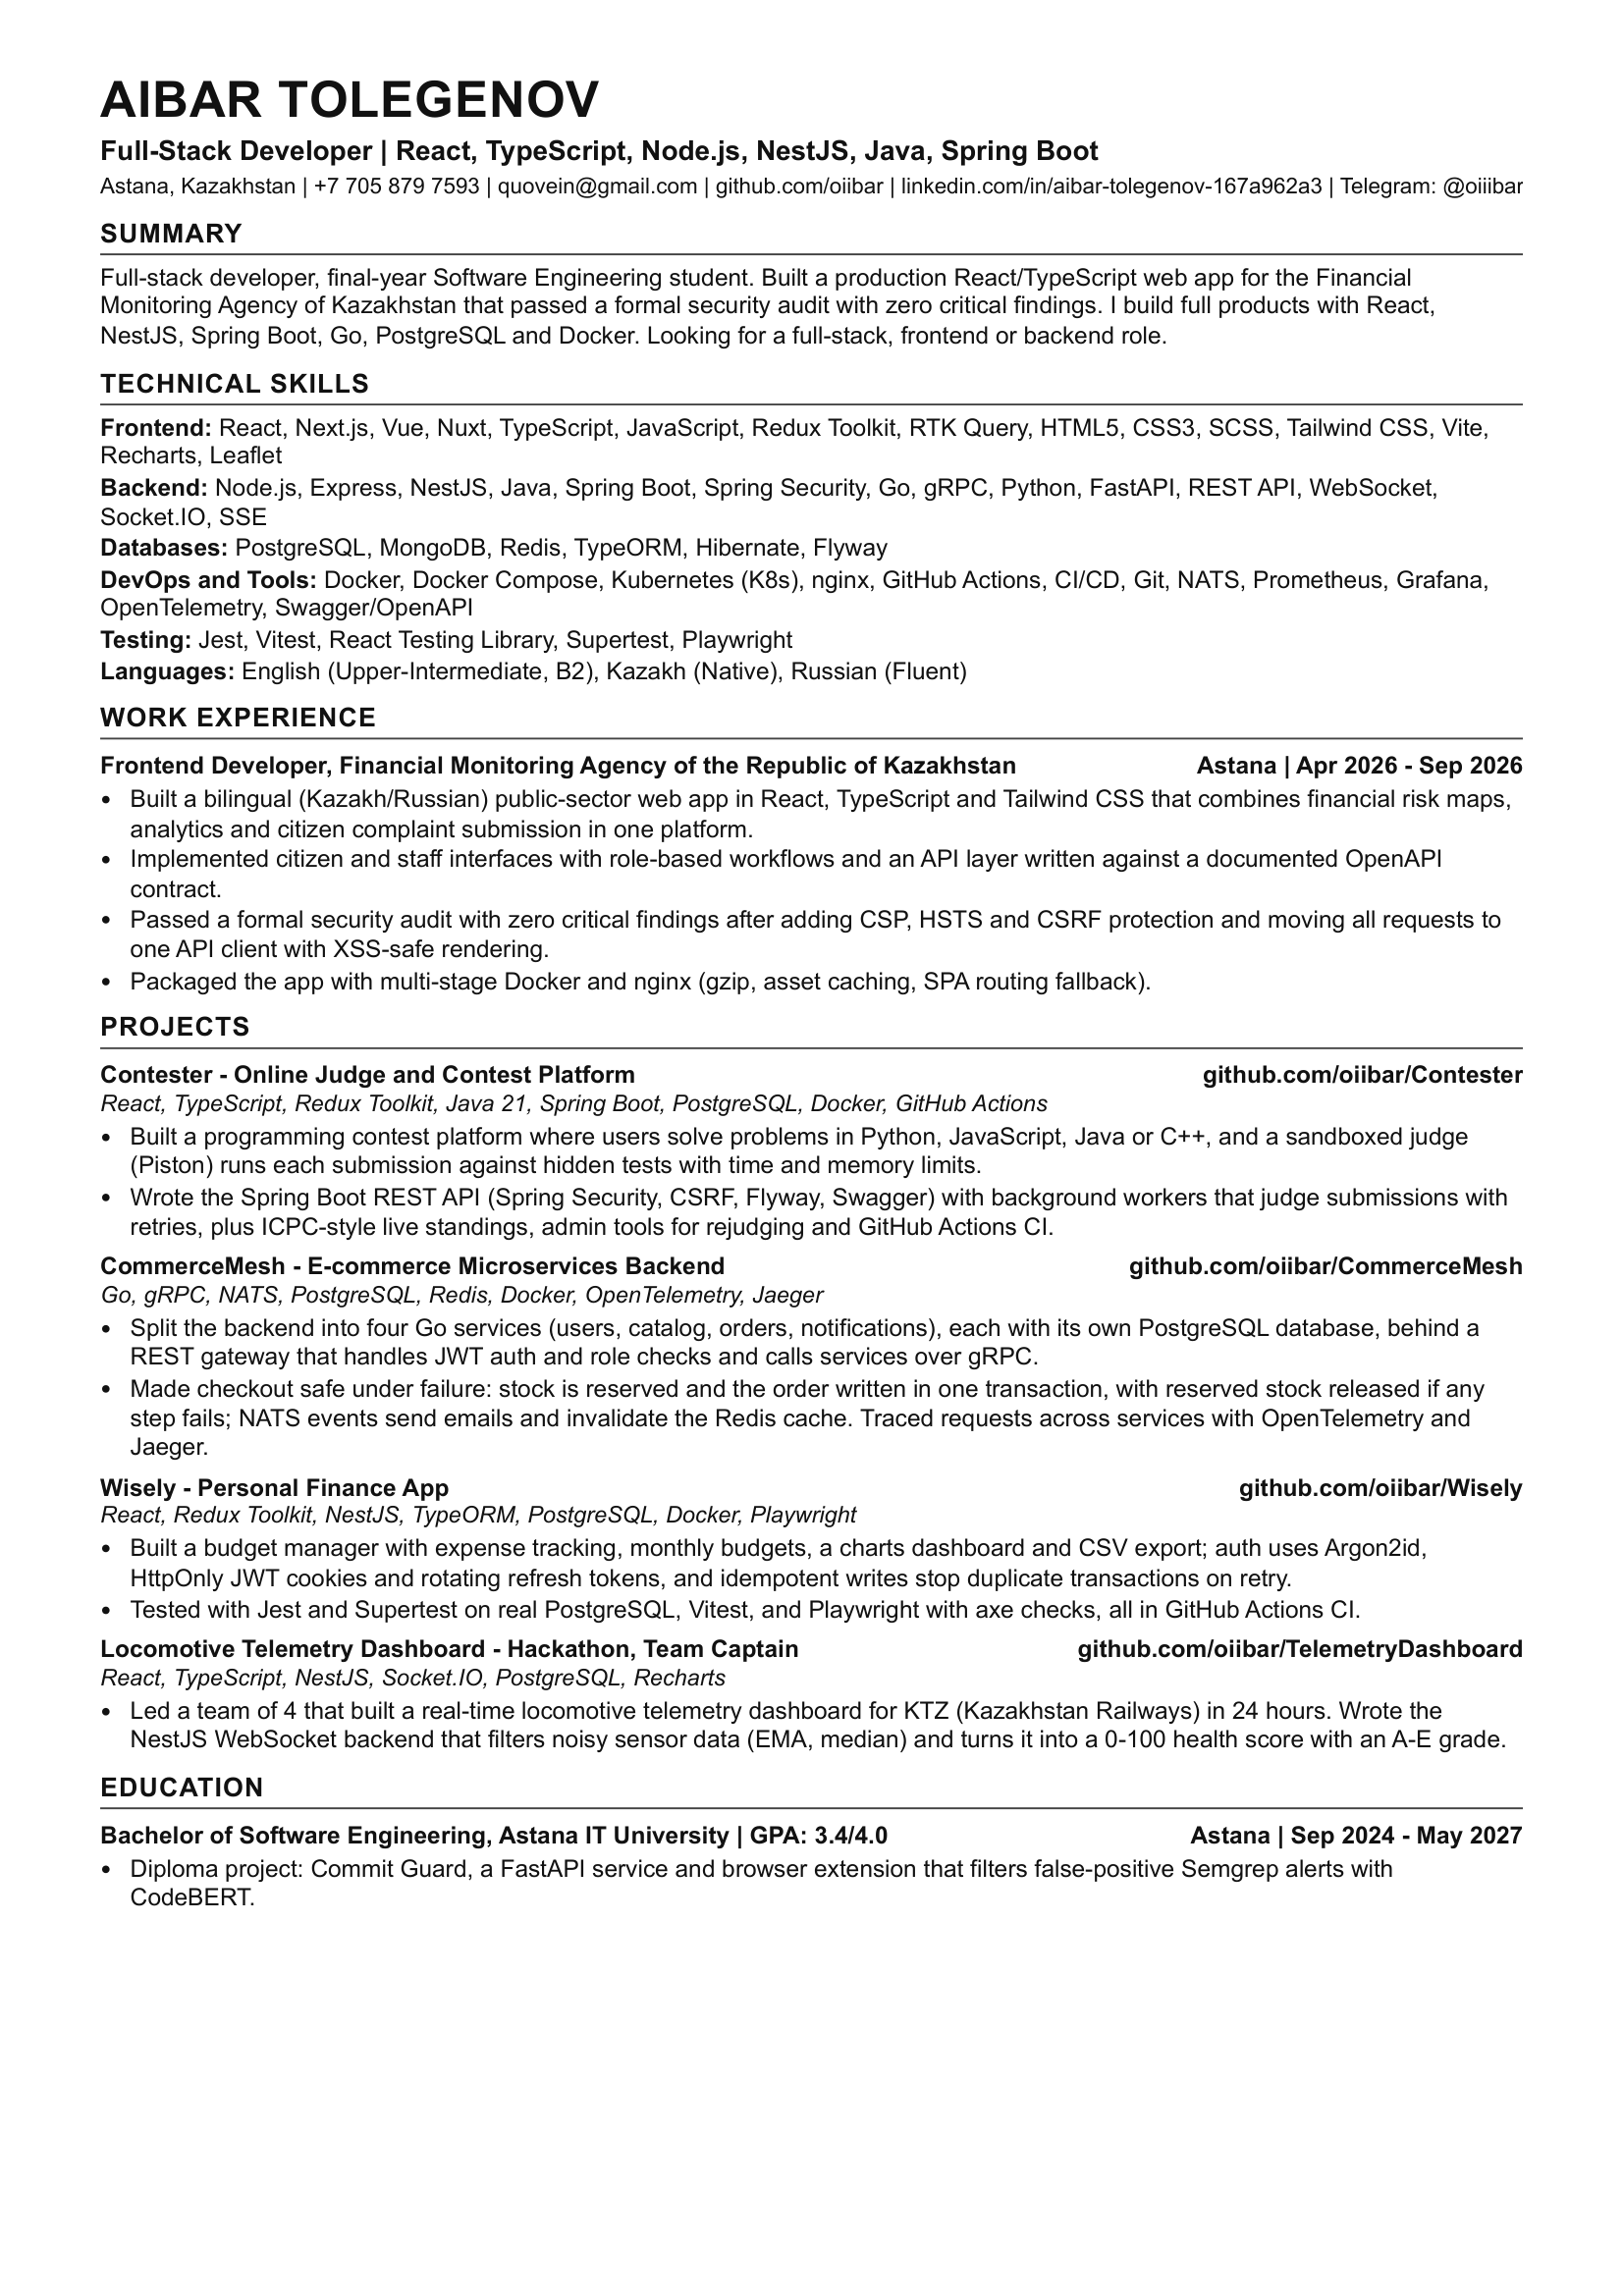 AIBAR TOLEGENOV
Full-Stack Developer | React, TypeScript, Node.js, NestJS, Java, Spring Boot
Astana, Kazakhstan | +7 705 879 7593 | quovein@gmail.com | github.com/oiibar | linkedin.com/in/aibar-tolegenov-167a962a3 | Telegram: @oiiibar
SUMMARY
Full-stack developer, final-year Software Engineering student. Built a production React/TypeScript web app for the Financial
Monitoring Agency of Kazakhstan that passed a formal security audit with zero critical findings. I build full products with React,
NestJS, Spring Boot, Go, PostgreSQL and Docker. Looking for a full-stack, frontend or backend role.
TECHNICAL SKILLS
Frontend: React, Next.js, Vue, Nuxt, TypeScript, JavaScript, Redux Toolkit, RTK Query, HTML5, CSS3, SCSS, Tailwind CSS, Vite,
Recharts, Leaflet
Backend: Node.js, Express, NestJS, Java, Spring Boot, Spring Security, Go, gRPC, Python, FastAPI, REST API, WebSocket,
Socket.IO, SSE
Databases: PostgreSQL, MongoDB, Redis, TypeORM, Hibernate, Flyway
DevOps and Tools: Docker, Docker Compose, Kubernetes (K8s), nginx, GitHub Actions, CI/CD, Git, NATS, Prometheus, Grafana,
OpenTelemetry, Swagger/OpenAPI
Testing: Jest, Vitest, React Testing Library, Supertest, Playwright
Languages: English (Upper-Intermediate, B2), Kazakh (Native), Russian (Fluent)
WORK EXPERIENCE
Frontend Developer, Financial Monitoring Agency of the Republic of Kazakhstan Astana | Apr 2026 - Sep 2026
• Built a bilingual (Kazakh/Russian) public-sector web app in React, TypeScript and Tailwind CSS that combines financial risk maps,
analytics and citizen complaint submission in one platform.
• Implemented citizen and staff interfaces with role-based workflows and an API layer written against a documented OpenAPI
contract.
• Passed a formal security audit with zero critical findings after adding CSP, HSTS and CSRF protection and moving all requests to
one API client with XSS-safe rendering.
• Packaged the app with multi-stage Docker and nginx (gzip, asset caching, SPA routing fallback).
PROJECTS
Contester - Online Judge and Contest Platform github.com/oiibar/Contester
React, TypeScript, Redux Toolkit, Java 21, Spring Boot, PostgreSQL, Docker, GitHub Actions
• Built a programming contest platform where users solve problems in Python, JavaScript, Java or C++, and a sandboxed judge
(Piston) runs each submission against hidden tests with time and memory limits.
• Wrote the Spring Boot REST API (Spring Security, CSRF, Flyway, Swagger) with background workers that judge submissions with
retries, plus ICPC-style live standings, admin tools for rejudging and GitHub Actions CI.
CommerceMesh - E-commerce Microservices Backend github.com/oiibar/CommerceMesh
Go, gRPC, NATS, PostgreSQL, Redis, Docker, OpenTelemetry, Jaeger
• Split the backend into four Go services (users, catalog, orders, notifications), each with its own PostgreSQL database, behind a
REST gateway that handles JWT auth and role checks and calls services over gRPC.
• Made checkout safe under failure: stock is reserved and the order written in one transaction, with reserved stock released if any
step fails; NATS events send emails and invalidate the Redis cache. Traced requests across services with OpenTelemetry and
Jaeger.
Wisely - Personal Finance App github.com/oiibar/Wisely
React, Redux Toolkit, NestJS, TypeORM, PostgreSQL, Docker, Playwright
• Built a budget manager with expense tracking, monthly budgets, a charts dashboard and CSV export; auth uses Argon2id,
HttpOnly JWT cookies and rotating refresh tokens, and idempotent writes stop duplicate transactions on retry.
• Tested with Jest and Supertest on real PostgreSQL, Vitest, and Playwright with axe checks, all in GitHub Actions CI.
Locomotive Telemetry Dashboard - Hackathon, Team Captain github.com/oiibar/TelemetryDashboard
React, TypeScript, NestJS, Socket.IO, PostgreSQL, Recharts
• Led a team of 4 that built a real-time locomotive telemetry dashboard for KTZ (Kazakhstan Railways) in 24 hours. Wrote the
NestJS WebSocket backend that filters noisy sensor data (EMA, median) and turns it into a 0-100 health score with an A-E grade.
EDUCATION
Bachelor of Software Engineering, Astana IT University | GPA: 3.4/4.0 Astana | Sep 2024 - May 2027
• Diploma project: Commit Guard, a FastAPI service and browser extension that filters false-positive Semgrep alerts with
CodeBERT.